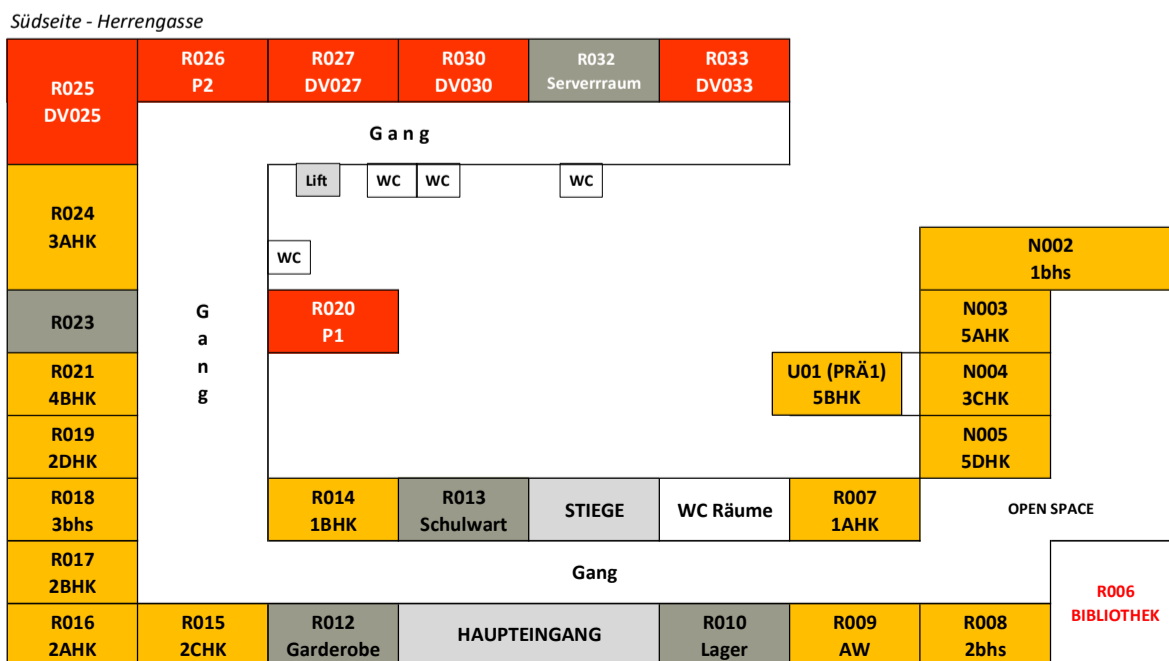 Südseite - Herrengasse
R025
DV025
R026
P2
R027
DV027
R030
DV030
R032
Serverrraum
R033
DV033
G a n g
Lift
WC
WC
WC
R024
3AHK
WC
N002
1bhs
R023
G
a
n
g
R020
P1
N003
5AHK
R021
4BHK
U01 (PRÄ1)
5BHK
N004
3CHK
R019
2DHK
N005
5DHK
R018
3bhs
R014
1BHK
R013
Schulwart
STIEGE
WC Räume
R007
1AHK
OPEN SPACE
R017
2BHK
Gang
R006
BIBLIOTHEK
R016
2AHK
R015
2CHK
R012
Garderobe
HAUPTEINGANG
R010
Lager
R009
AW
R008
2bhs